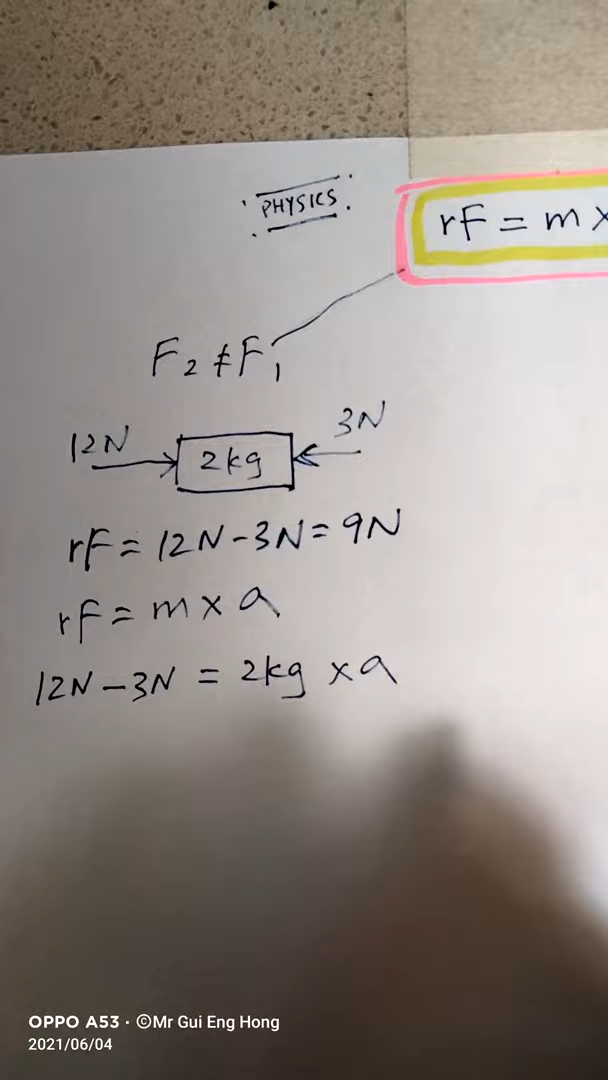 PHYSICS
rF = m x
F₂ ≠ F₁
12N 2kg 3N
rF = 12N - 3N = 9N
rF = m x a
12N - 3N = 2kg x a
OPPO A53 · ©Mr Gui Eng Hong
2021/06/04